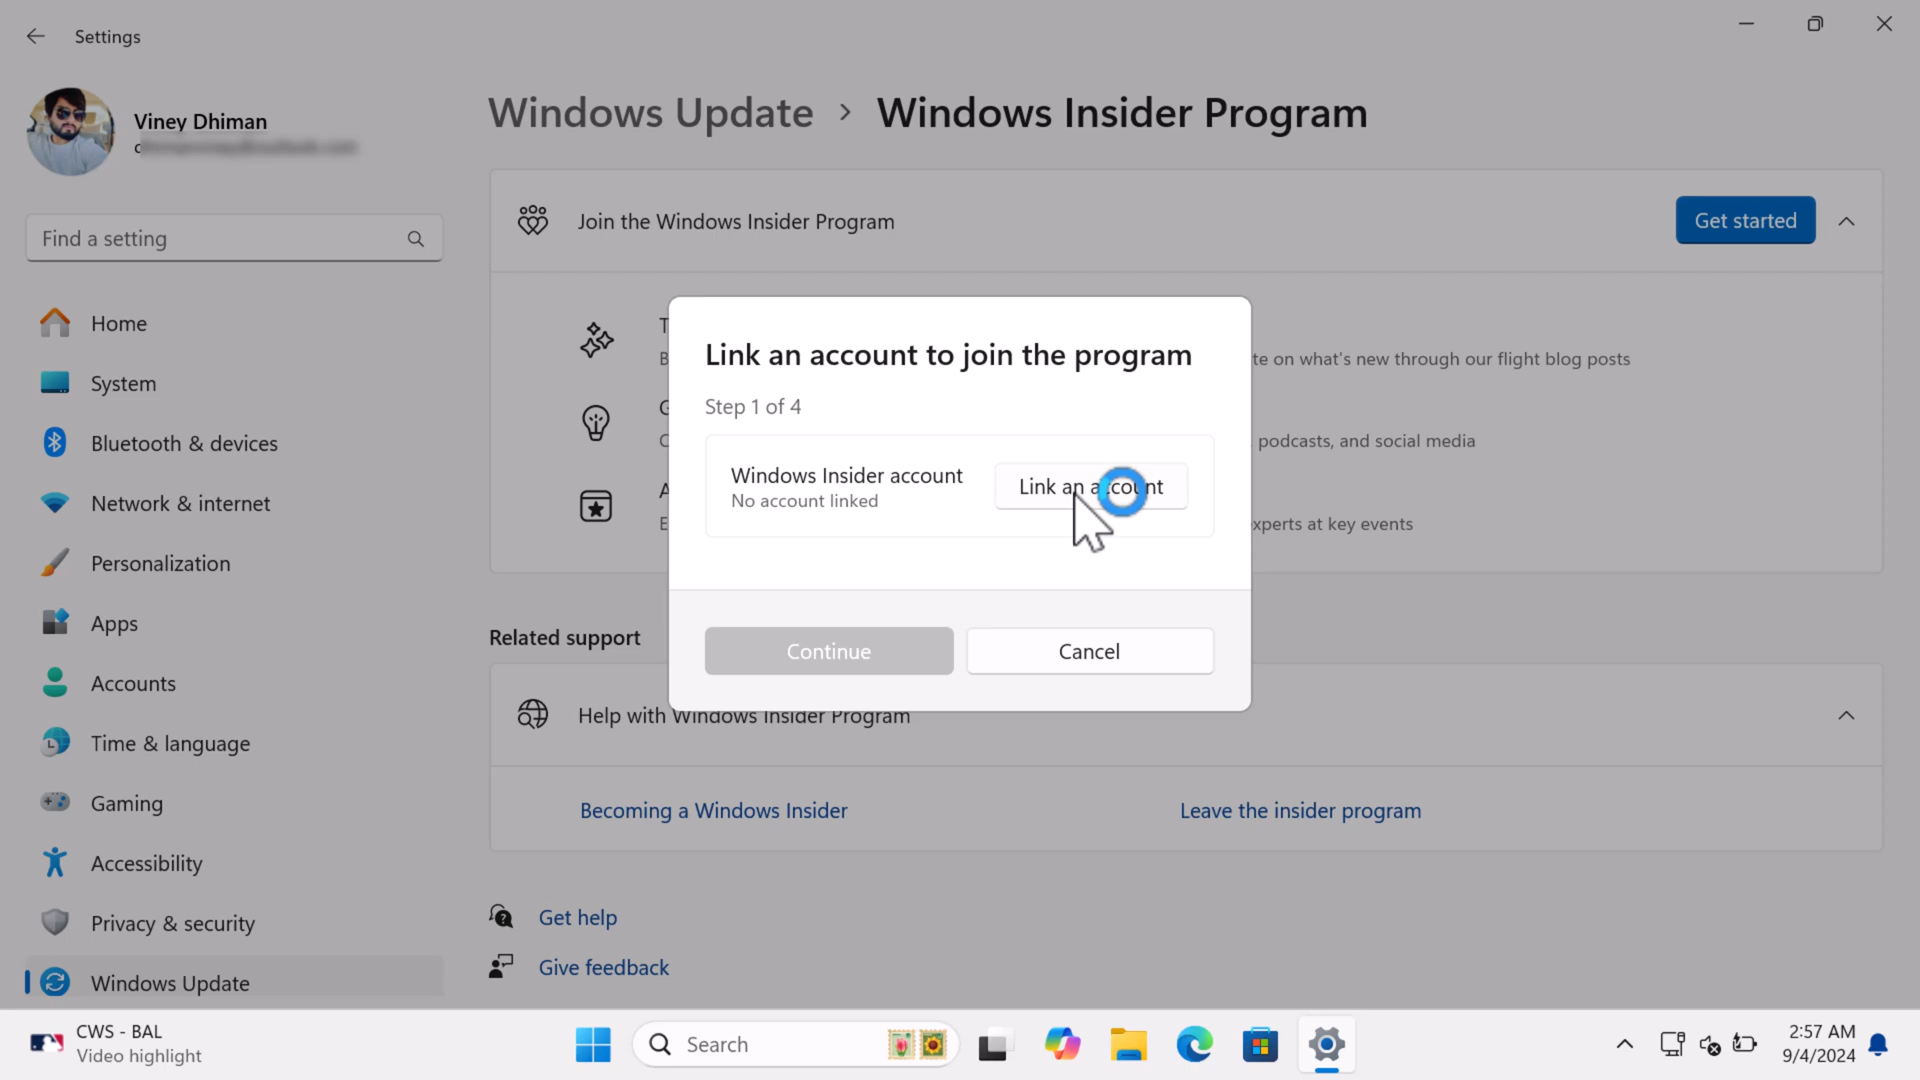 Settings
Viney Dhiman
Find a setting
Home
System
Bluetooth & devices
Network & internet
Personalization
Apps
Accounts
Time & language
Gaming
Accessibility
Privacy & security
Windows Update
Windows Update > Windows Insider Program
Join the Windows Insider Program
Get started
te on what's new through our flight blog posts
podcasts, and social media
xperts at key events
Link an account to join the program
Step 1 of 4
Windows Insider account
No account linked
Link an account
Continue
Cancel
Related support
Help with Windows Insider Program
Becoming a Windows Insider
Leave the insider program
Get help
Give feedback
CWS - BAL
Video highlight
Search
2:57 AM
9/4/2024